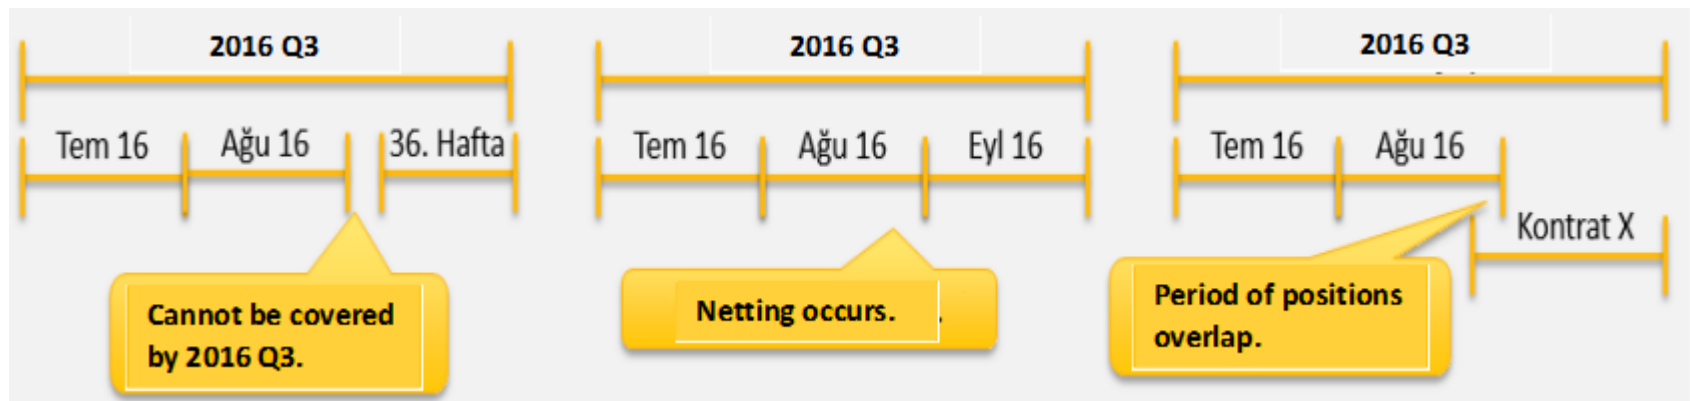 2016 Q3
Tem 16
Ağu 16
36. Hafta
Cannot be covered
by 2016 Q3.
2016 Q3
Tem 16
Ağu 16
Eyl 16
Netting occurs. .
2016 Q3
Tem 16
Ağu 16
Kontrat X
Period of positions
overlap.